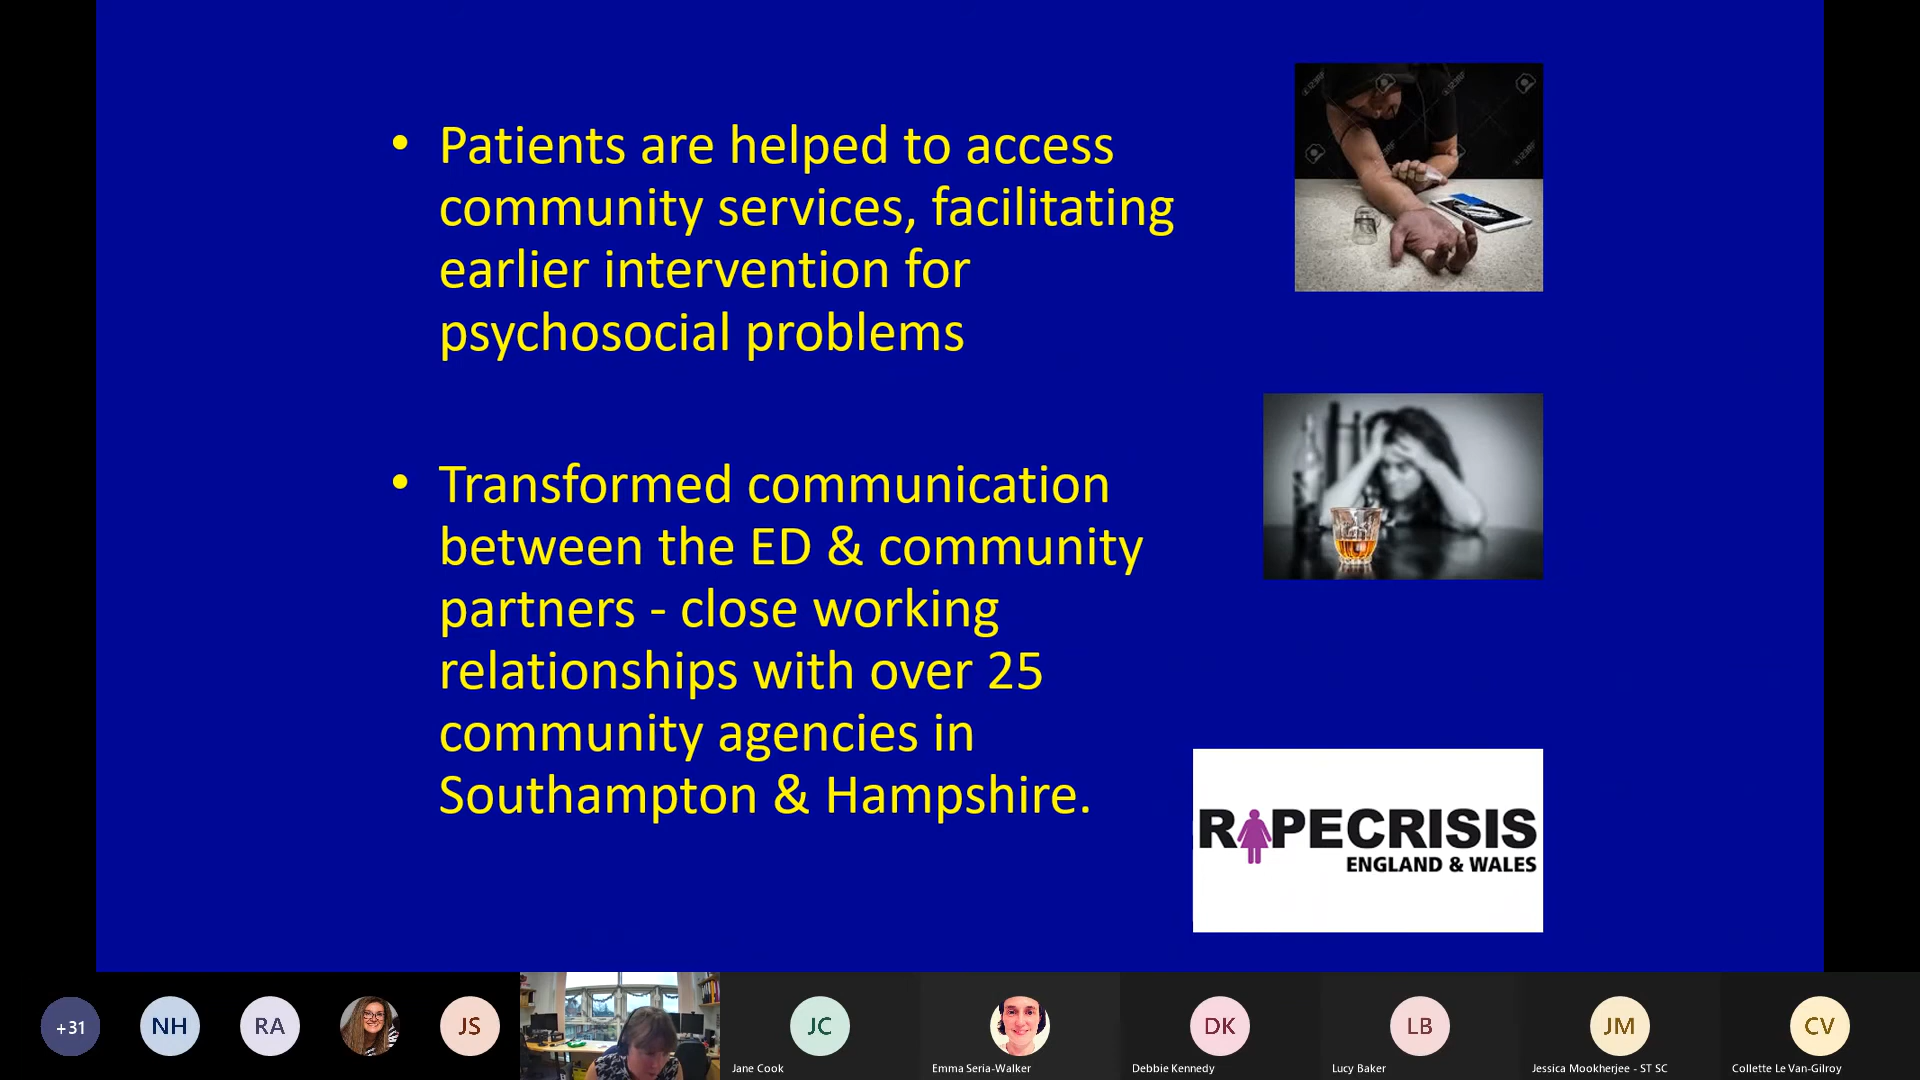 • Patients are helped to access
community services, facilitating
earlier intervention for
psychosocial problems
• Transformed communication
between the ED & community
partners - close working
relationships with over 25
community agencies in
Southampton & Hampshire.
123RF
RAPECRISIS
ENGLAND & WALES
+31
NH
RA
JS
JC
Jane Cook
Emma Seria-Walker
DK
Debbie Kennedy
LB
Lucy Baker
JM
Jessica Mookherjee - ST SC
CV
Collette Le Van-Gilroy